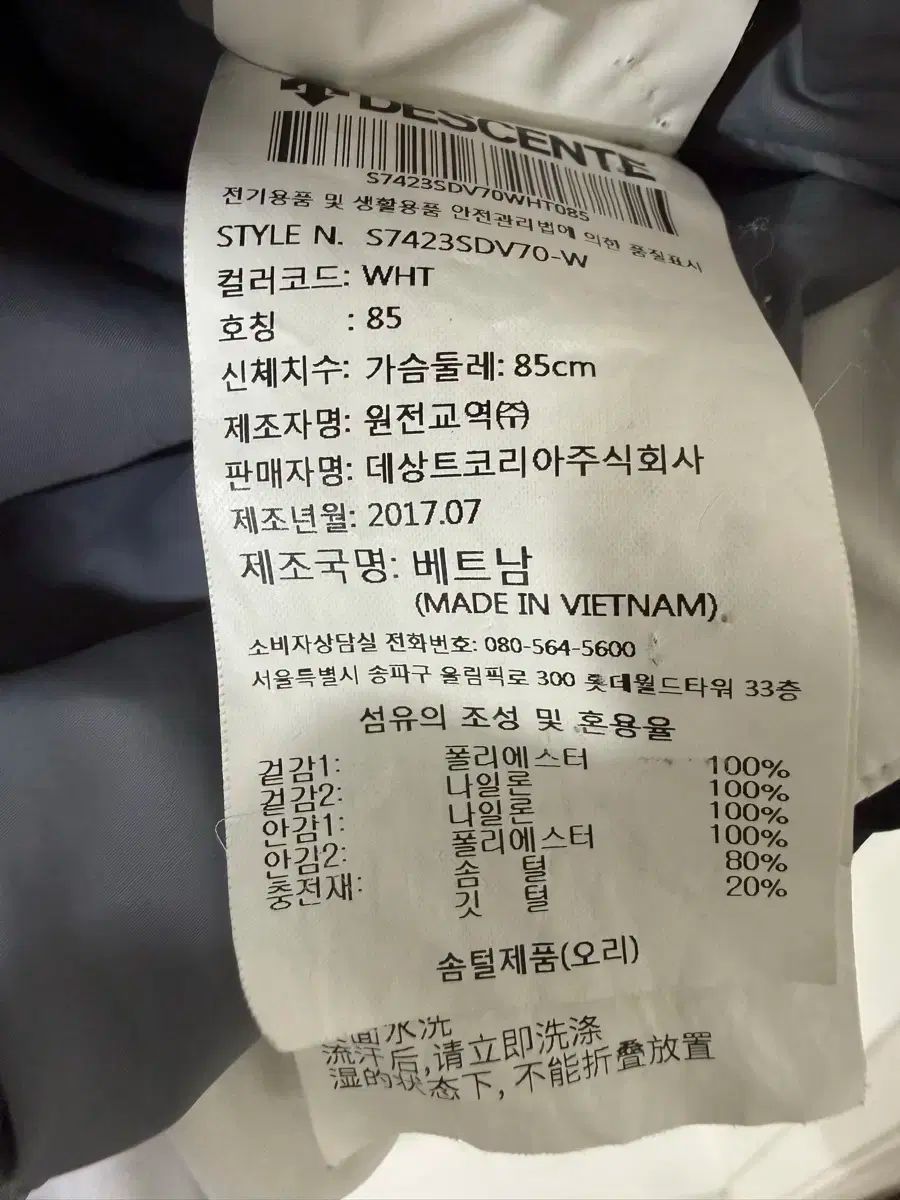 DESCENTE
S7423SDV70WHT085
전기용품 및 생활용품 안전관리법에 의한 품질표시
STYLE N. S7423SDV70-W
컬러코드: WHT
호칭 : 85
신체치수: 가슴둘레: 85cm
제조자명: 원전교역㈜
판매자명: 데상트코리아주식회사
제조년월: 2017.07
제조국명: 베트남
(MADE IN VIETNAM)
소비자상담실 전화번호: 080-564-5600
서울특별시 송파구 올림픽로 300 롯데월드타워 33층
섬유의 조성 및 혼용율
겉감1: 폴리에스터 100%
겉감2: 나일론 100%
안감1: 나일론 100%
안감2: 폴리에스터 100%
충전재: 솜 털 80%
깃 털 20%
솜털제품(오리)
面水洗
流汗后,请立即洗涤
湿的状态下, 不能折叠放置